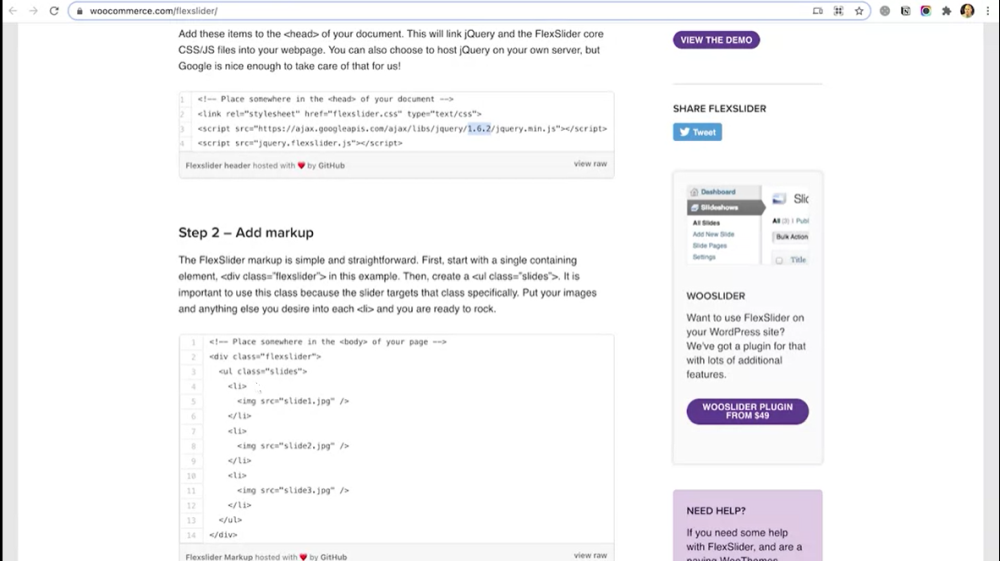 woocommerce.com/flexslider/
Add these items to the <head> of your document. This will link jQuery and the FlexSlider core
CSS/JS files into your webpage. You can also choose to host jQuery on your own server, but
Google is nice enough to take care of that for us!
1 <!-- Place somewhere in the <head> of your document -->
2 <link rel="stylesheet" href="flexslider.css" type="text/css">
3 <script src="https://ajax.googleapis.com/ajax/libs/jquery/1.6.2/jquery.min.js"></script>
4 <script src="jquery.flexslider.js"></script>
Flexslider header hosted with ❤ by GitHub
view raw
Step 2 – Add markup
The FlexSlider markup is simple and straightforward. First, start with a single containing
element, <div class="flexslider"> in this example. Then, create a <ul class="slides">. It is
important to use this class because the slider targets that class specifically. Put your images
and anything else you desire into each <li> and you are ready to rock.
1 <!-- Place somewhere in the <body> of your page -->
2 <div class="flexslider">
3 <ul class="slides">
4 <li>
5 <img src="slide1.jpg" />
6 </li>
7 <li>
8 <img src="slide2.jpg" />
9 </li>
10 <li>
11 <img src="slide3.jpg" />
12 </li>
13 </ul>
14 </div>
Flexslider Markup hosted with ❤ by GitHub
view raw
VIEW THE DEMO
SHARE FLEXSLIDER
Tweet
Dashboard
Slideshows
All Slides
Add New Slide
Slide Pages
Settings
All (3) | Publ
Bulk Action
Title
WOOSLIDER
Want to use FlexSlider on
your WordPress site?
We've got a plugin for that
with lots of additional
features.
WOOSLIDER PLUGIN
FROM $49
NEED HELP?
If you need some help
with FlexSlider, and are a